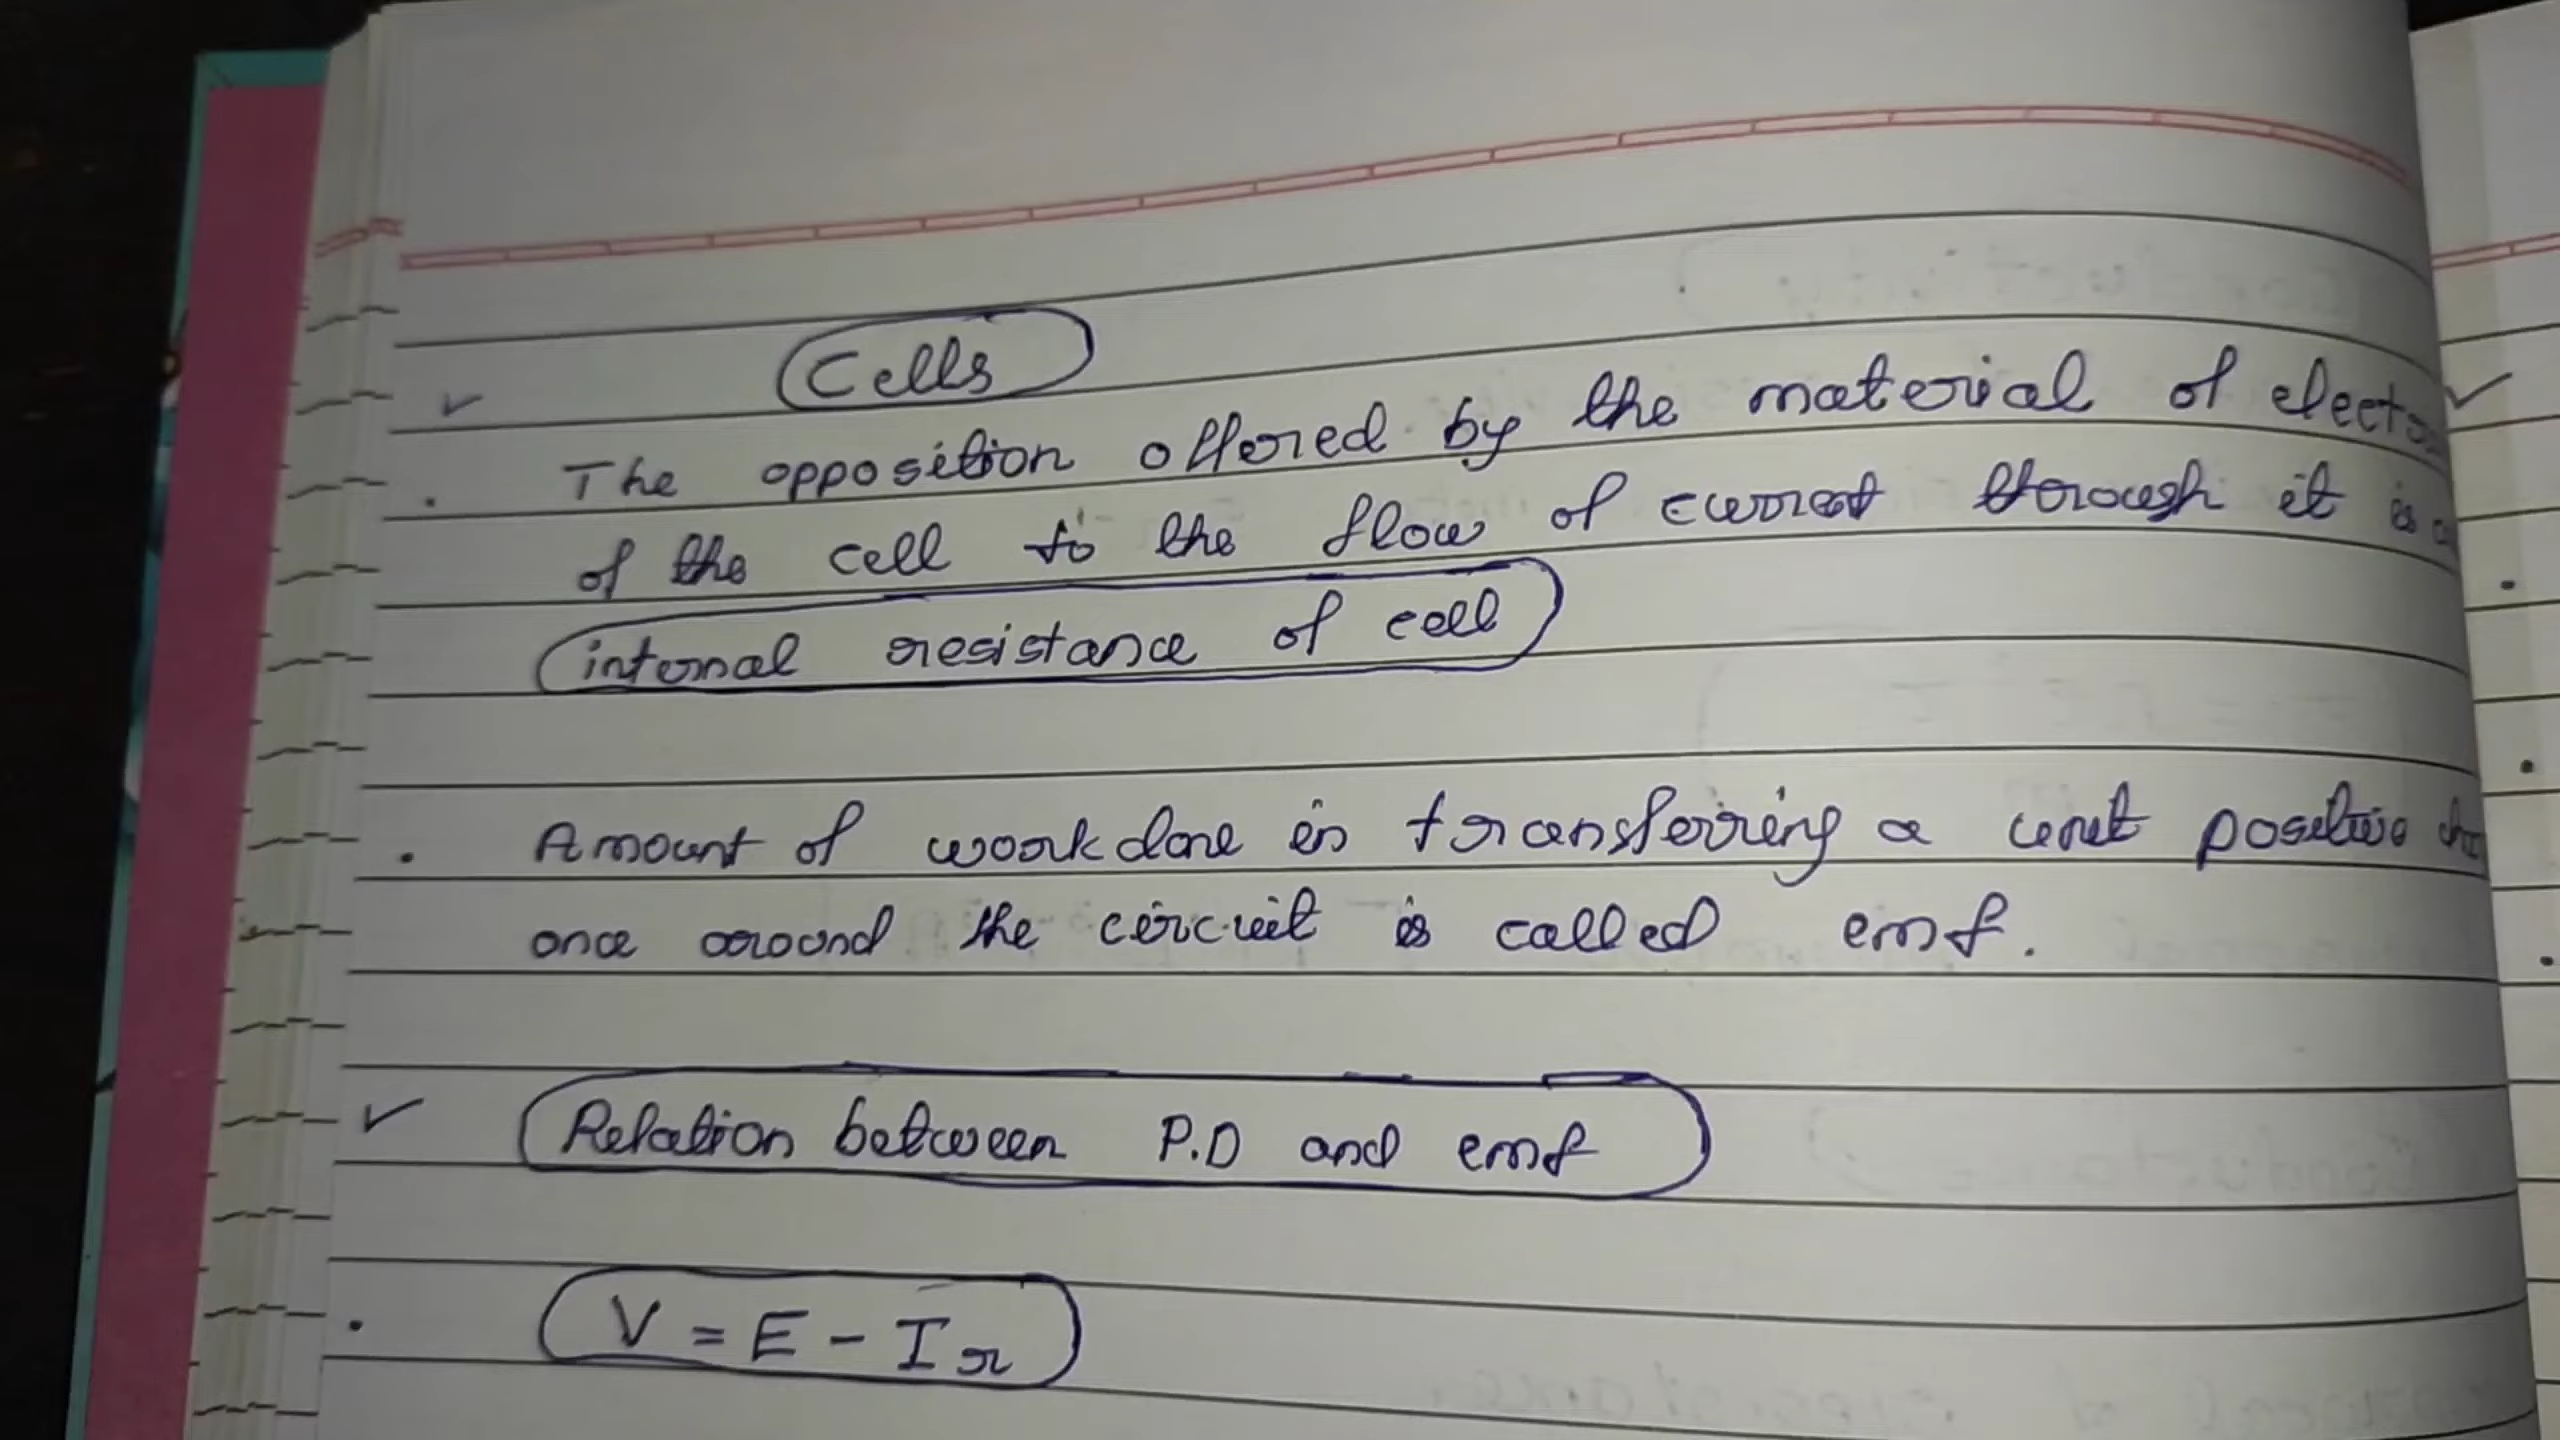 Cells
The opposition offered by the material of
of the cell to the flow of current through it is
internal resistance of cell
Amount of work done in transferring a unit positive
once around the circuit is called emf.
Relation between P.D and emf
V = E - Ir